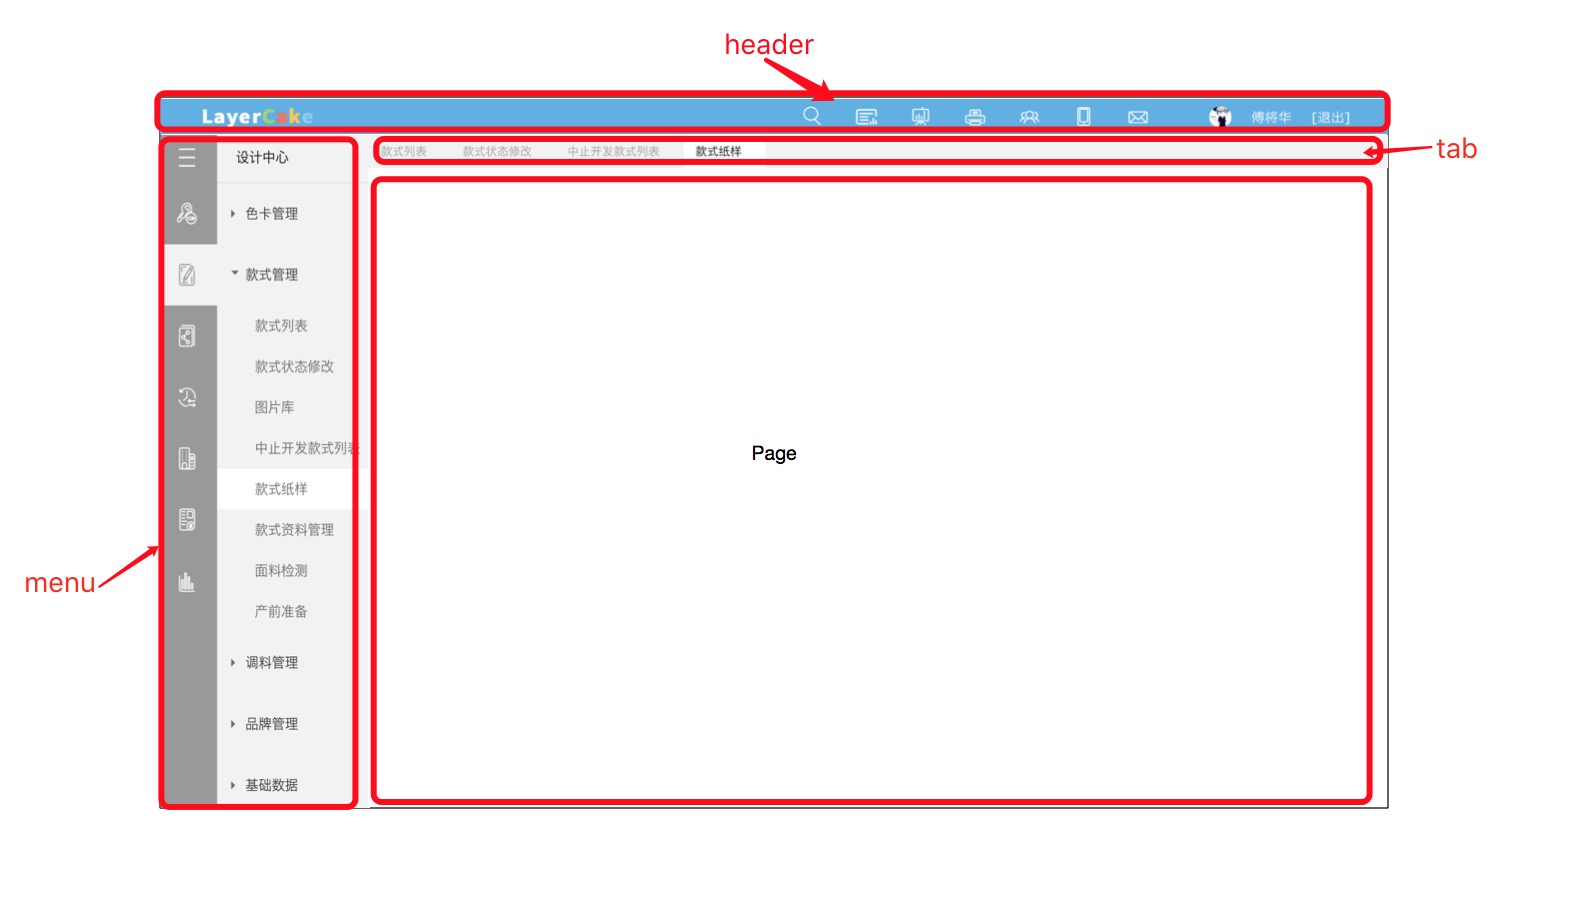 header
LayerCake
傅将华 [退出]
设计中心
款式列表 款式状态修改 中止开发款式列表 款式纸样
tab
色卡管理
款式管理
款式列表
款式状态修改
图片库
中止开发款式列表
Page
款式纸样
款式资料管理
面料检测
menu
产前准备
调料管理
品牌管理
基础数据